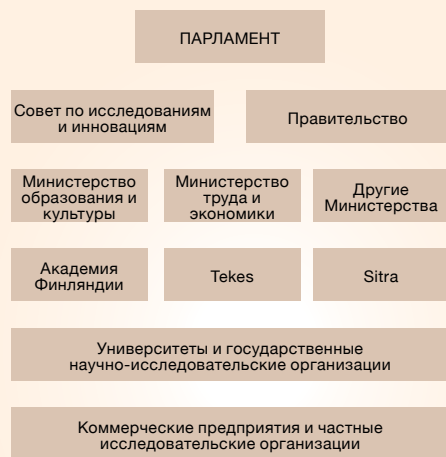 ПАРЛАМЕНТ
Совет по исследованиям
и инновациям
Правительство
Министерство
образования и
культуры
Министерство
труда и
экономики
Другие
Министерства
Академия
Финляндии
Tekes
Sitra
Университеты и государственные
научно-исследовательские организации
Коммерческие предприятия и частные
исследовательские организации